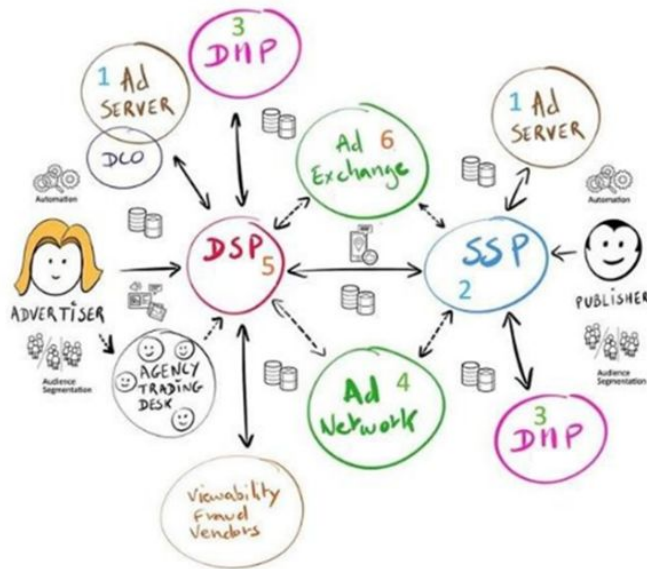 3
DMP
1 Ad
SERVER
DCO
1 Ad
SERVER
Ad 6
Exchange
Automation
Automation
DSP
5
SSP
2
ADVERTISER
PUBLISHER
AGENCY
TRADING
DESK
Audience
Segmentation
Audience
Segmentation
Ad 4
Network
3
DMP
Viewability
Fraud
Vendors